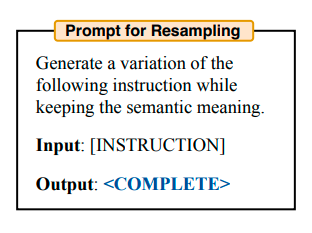 Prompt for Resampling
Generate a variation of the
following instruction while
keeping the semantic meaning.
Input: [INSTRUCTION]
Output: <COMPLETE>